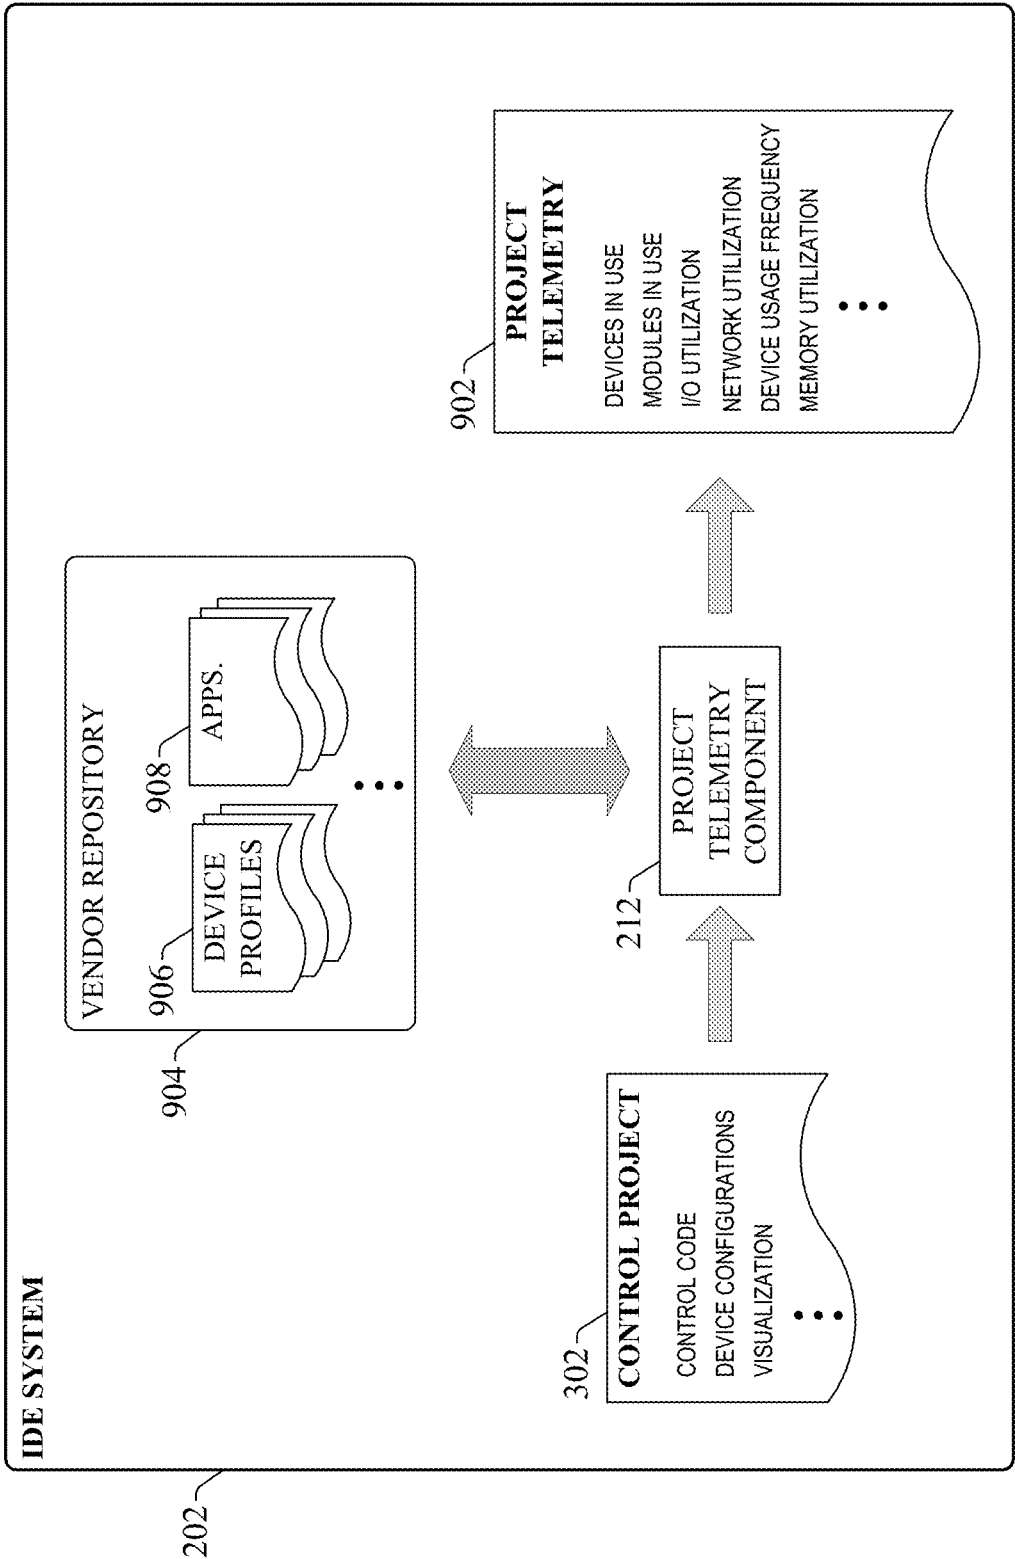 IDE SYSTEM
202
VENDOR REPOSITORY
904
906
DEVICE
PROFILES
908
APPS.
302
CONTROL PROJECT
CONTROL CODE
DEVICE CONFIGURATIONS
VISUALIZATION
212
PROJECT
TELEMETRY
COMPONENT
902
PROJECT
TELEMETRY
DEVICES IN USE
MODULES IN USE
I/O UTILIZATION
NETWORK UTILIZATION
DEVICE USAGE FREQUENCY
MEMORY UTILIZATION